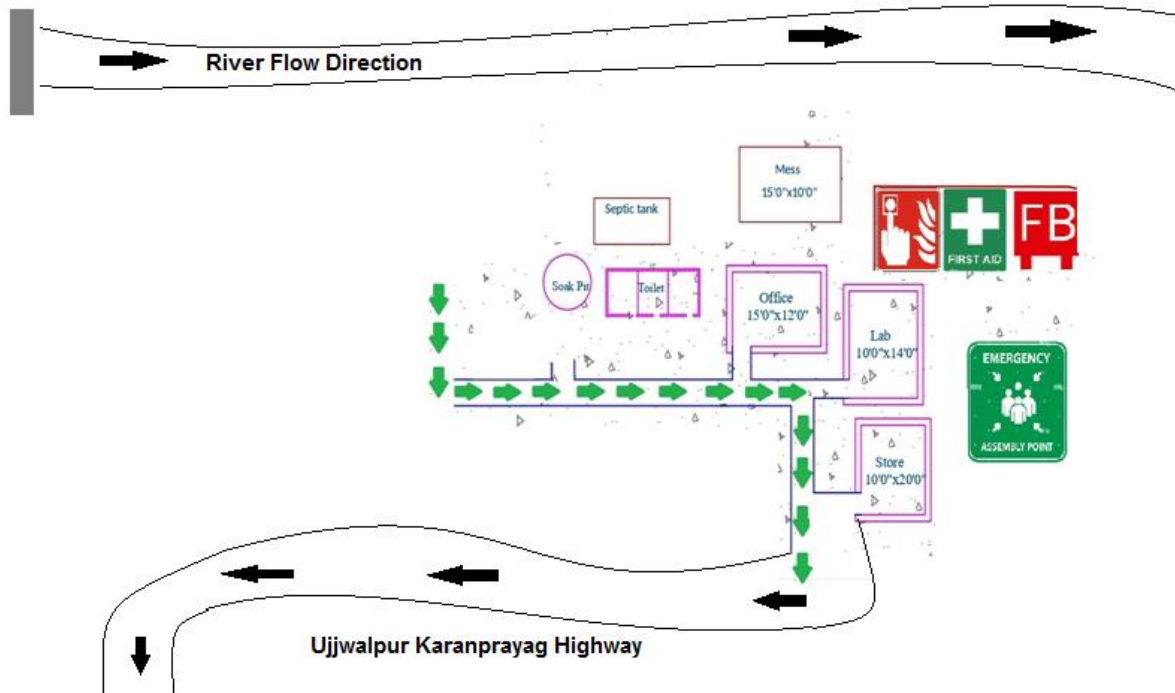 River Flow Direction
Mess
15'0"x10'0"
Septic tank
FIRST AID
FB
Soak Pit
Toilet
Office
15'0"x12'0"
Lab
10'0"x14'0"
EMERGENCY
ASSEMBLY POINT
Store
10'0"x20'0"
Ujjwalpur Karanprayag Highway